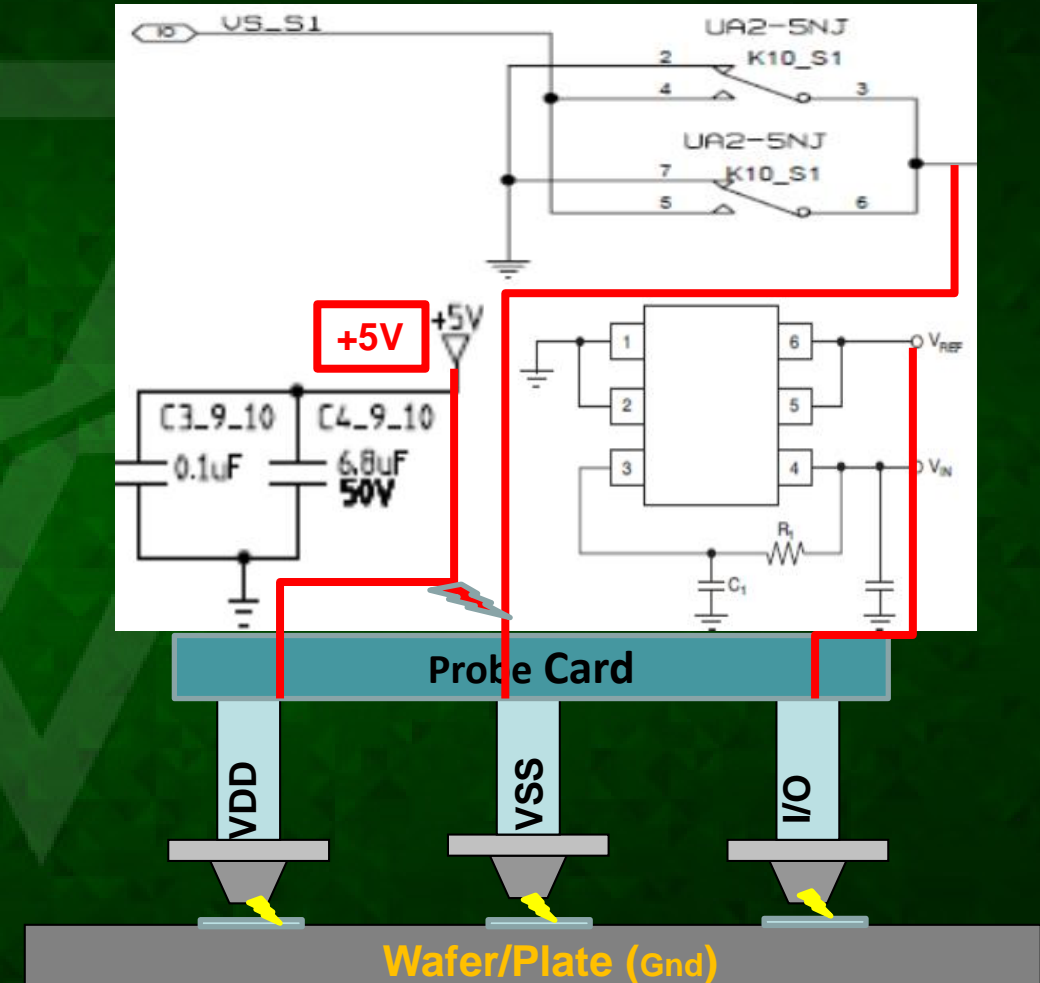 IO
VS_S1
UA2-5NJ
K10_S1
2
4
3
UA2-5NJ
K10_S1
7
5
6
+5V
+5V
C3_9_10
C4_9_10
0.1uF
6.8uF
50V
1
2
3
6
5
4
VREF
VIN
R1
C1
Probe Card
VDD
VSS
I/O
Wafer/Plate (Gnd)